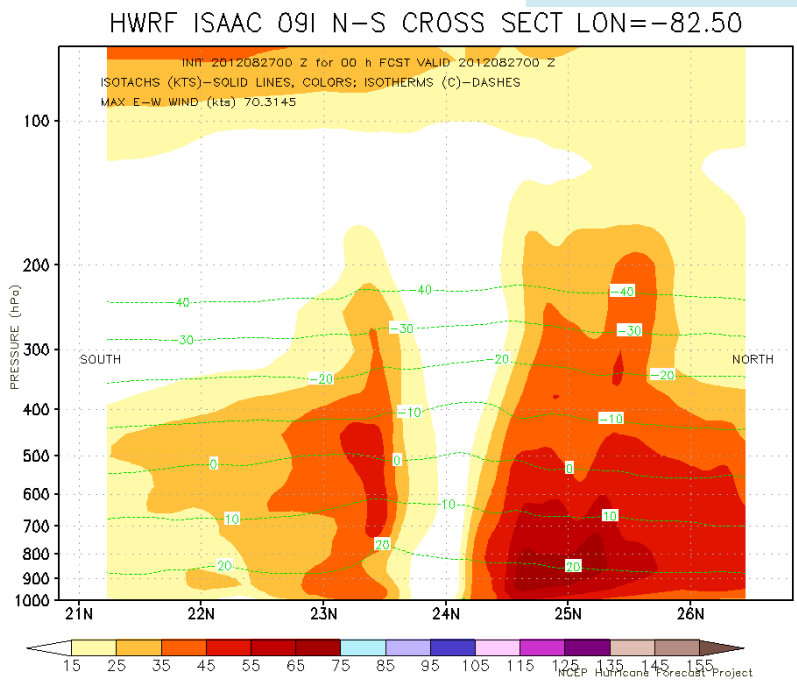 HWRF ISAAC 09I N-S CROSS SECT LON=-82.50
INIT 2012082700 Z for 00 h FCST VALID 2012082700 Z
ISOTACHS (KTS)-SOLID LINES, COLORS; ISOTHERMS (C)-DASHES
MAX E-W WIND (kts) 70.3145
100
200
-40 -40 -40
-30 -30 -30
300
SOUTH NORTH
-20 -20 -20
400
-10 -10
500
0 0 0
600
10 10 10
700
20
800
20 20
900
1000
PRESSURE (hPa)
21N 22N 23N 24N 25N 26N
15 25 35 45 55 65 75 85 95 105 115 125 135 145 155
NCEP Hurricane Forecast Project